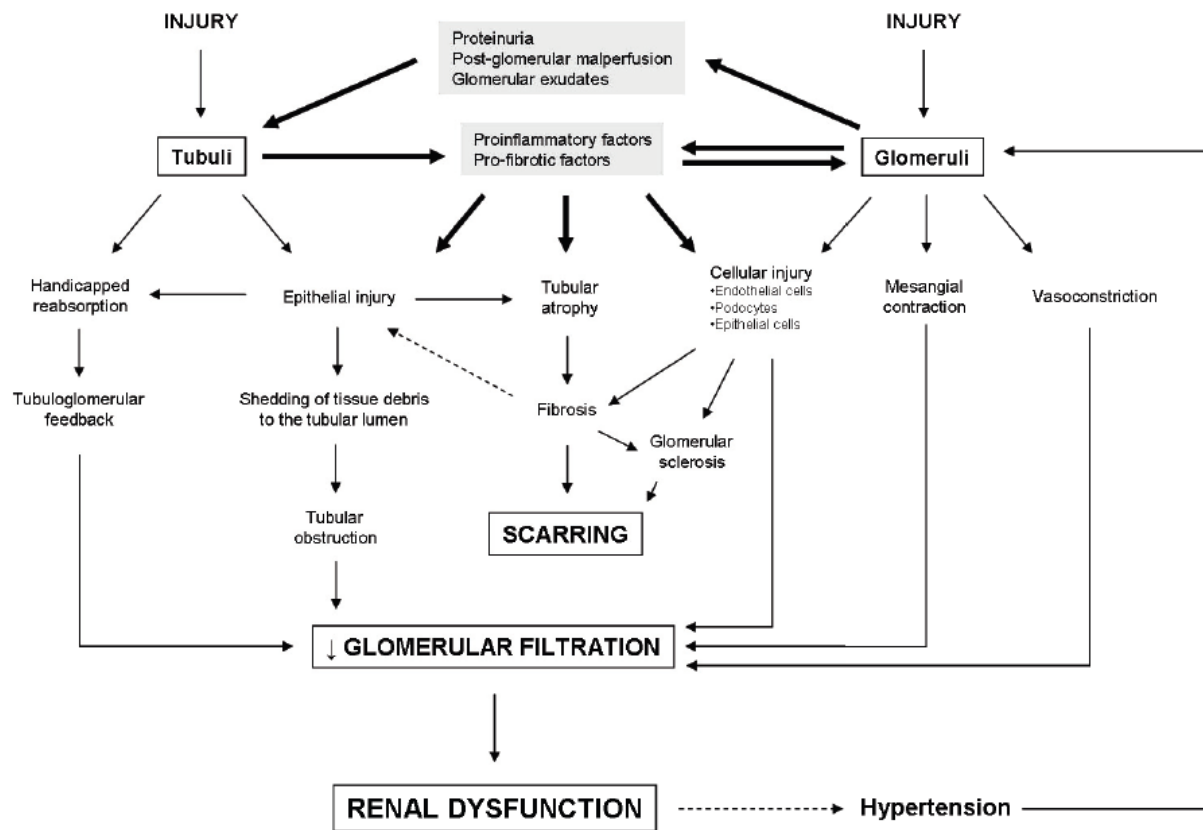 INJURY
INJURY
Proteinuria
Post-glomerular malperfusion
Glomerular exudates
Tubuli
Proinflammatory factors
Pro-fibrotic factors
Glomeruli
Handicapped
reabsorption
Epithelial injury
Tubular
atrophy
Cellular injury
•Endothelial cells
•Podocytes
•Epithelial cells
Mesangial
contraction
Vasoconstriction
Tubuloglomerular
feedback
Shedding of tissue debris
to the tubular lumen
Fibrosis
Glomerular
sclerosis
Tubular
obstruction
SCARRING
↓ GLOMERULAR FILTRATION
RENAL DYSFUNCTION
Hypertension